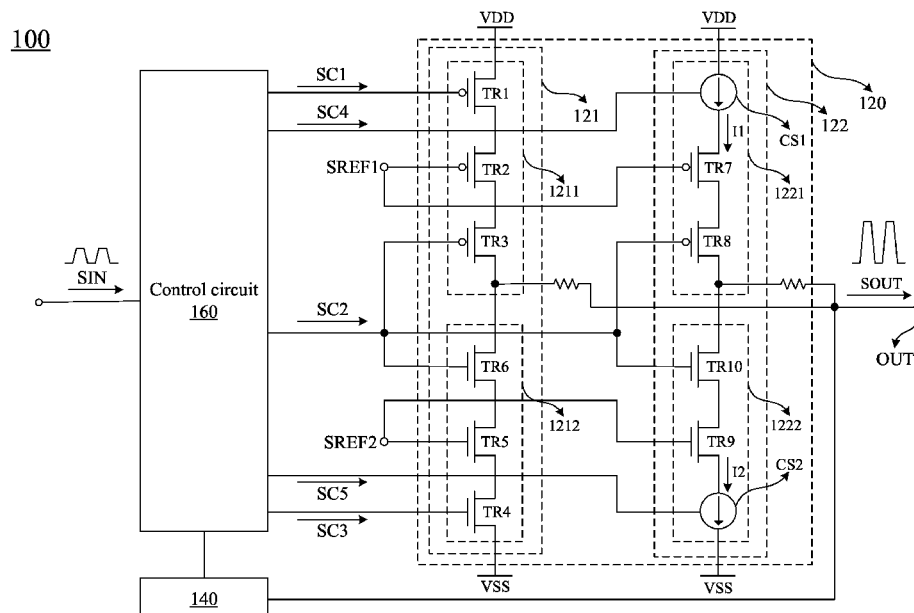 100
VDD
VDD
SC1
TR1
121
122
120
SC4
CS1
I1
SREF1
TR2
1211
TR7
1221
SIN
TR3
TR8
Control circuit
160
SOUT
SC2
OUT
TR6
TR10
1212
1222
SREF2
TR5
TR9
SC5
I2
CS2
SC3
TR4
VSS
VSS
140